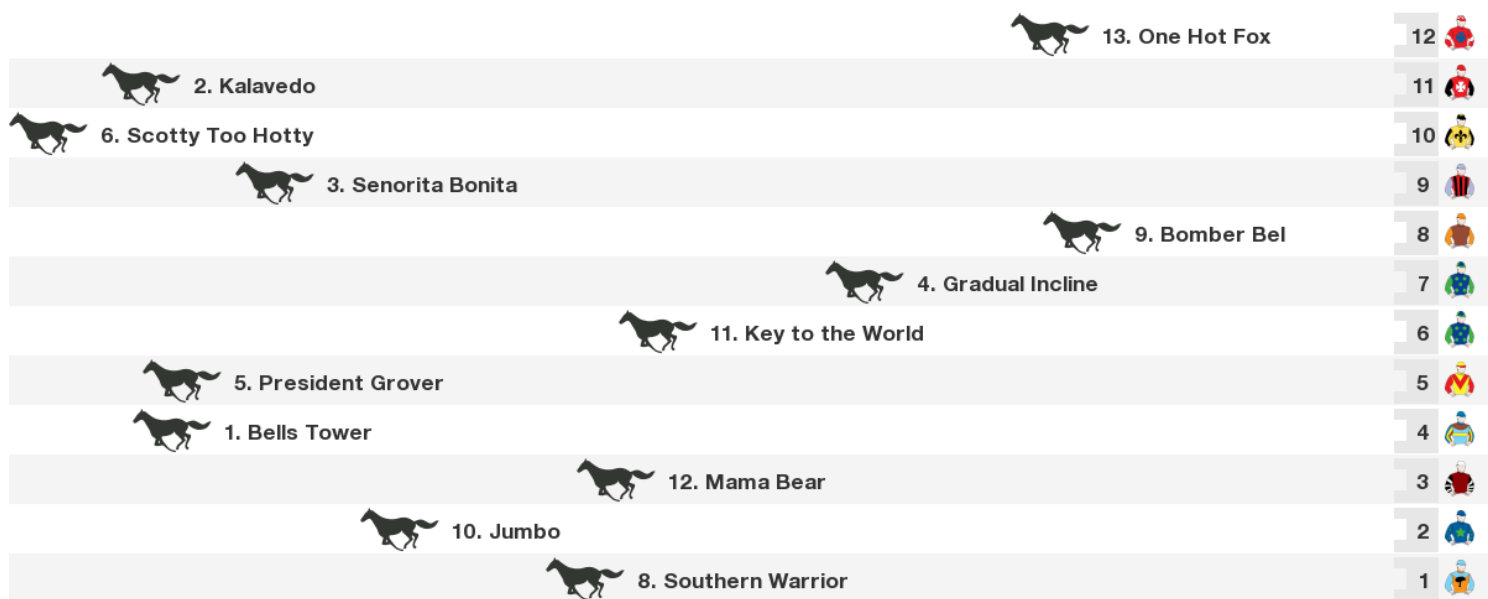 13. One Hot Fox 12
2. Kalavedo 11
6. Scotty Too Hotty 10
3. Senorita Bonita 9
9. Bomber Bel 8
4. Gradual Incline 7
11. Key to the World 6
5. President Grover 5
1. Bells Tower 4
12. Mama Bear 3
10. Jumbo 2
8. Southern Warrior 1